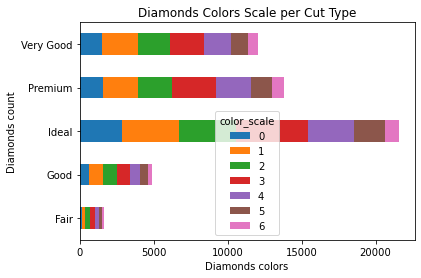 Diamonds Colors Scale per Cut Type
Very Good
Premium
Ideal
Good
Fair
Diamonds count
color_scale
0
1
2
3
4
5
6
0 5000 10000 15000 20000
Diamonds colors